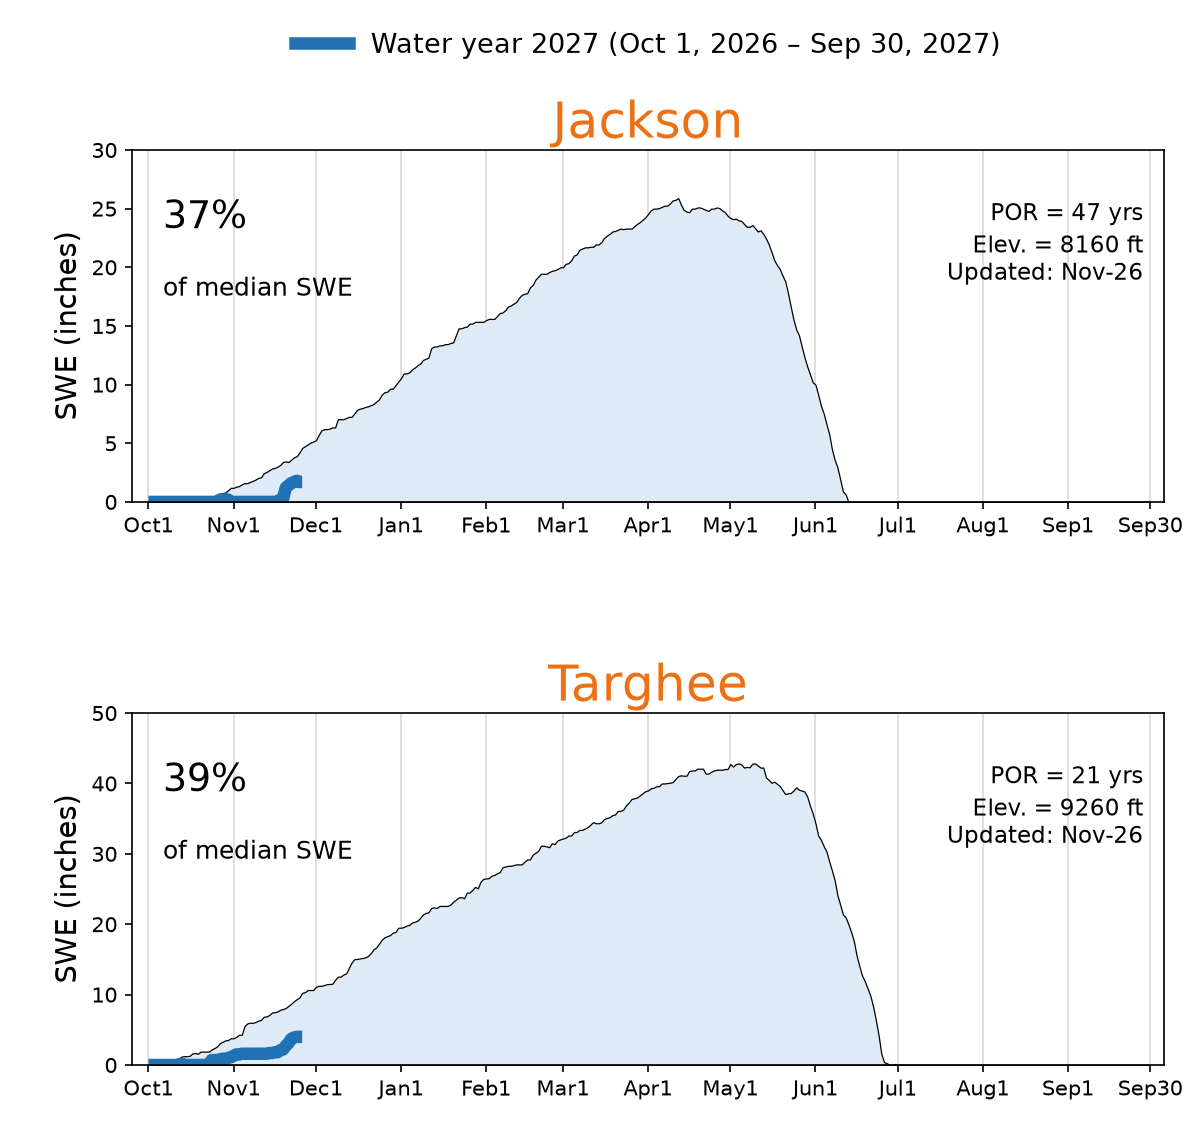 Water year 2027 (Oct 1, 2026 – Sep 30, 2027)
Jackson
30
25
20
15
10
5
0
SWE (inches)
37%
of median SWE
POR = 47 yrs
Elev. = 8160 ft
Updated: Nov-26
Oct1 Nov1 Dec1 Jan1 Feb1 Mar1 Apr1 May1 Jun1 Jul1 Aug1 Sep1 Sep30
Targhee
50
40
30
20
10
0
SWE (inches)
39%
of median SWE
POR = 21 yrs
Elev. = 9260 ft
Updated: Nov-26
Oct1 Nov1 Dec1 Jan1 Feb1 Mar1 Apr1 May1 Jun1 Jul1 Aug1 Sep1 Sep30